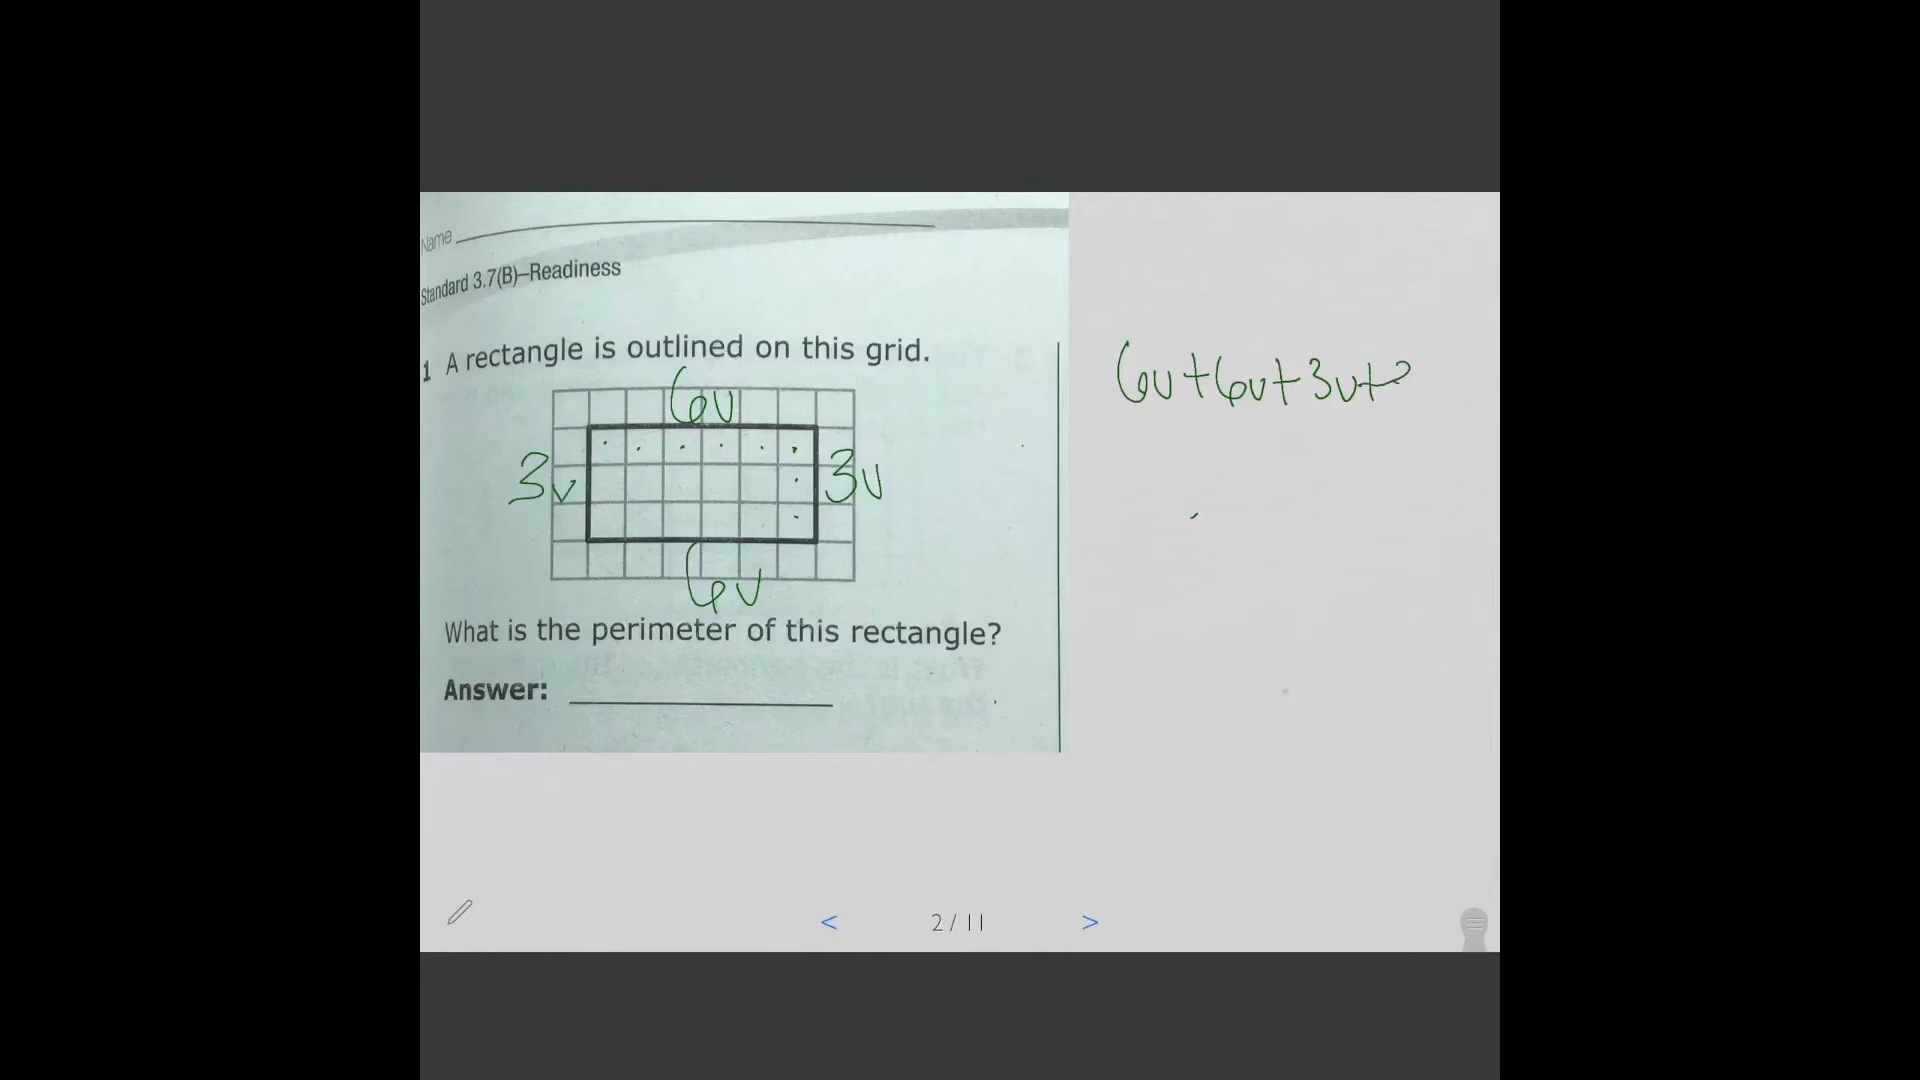 Name
Standard 3.7(B)–Readiness
1 A rectangle is outlined on this grid.
6u
3u
3u
6u
What is the perimeter of this rectangle?
Answer:
6u+6u+3u+
< 2 / 11 >